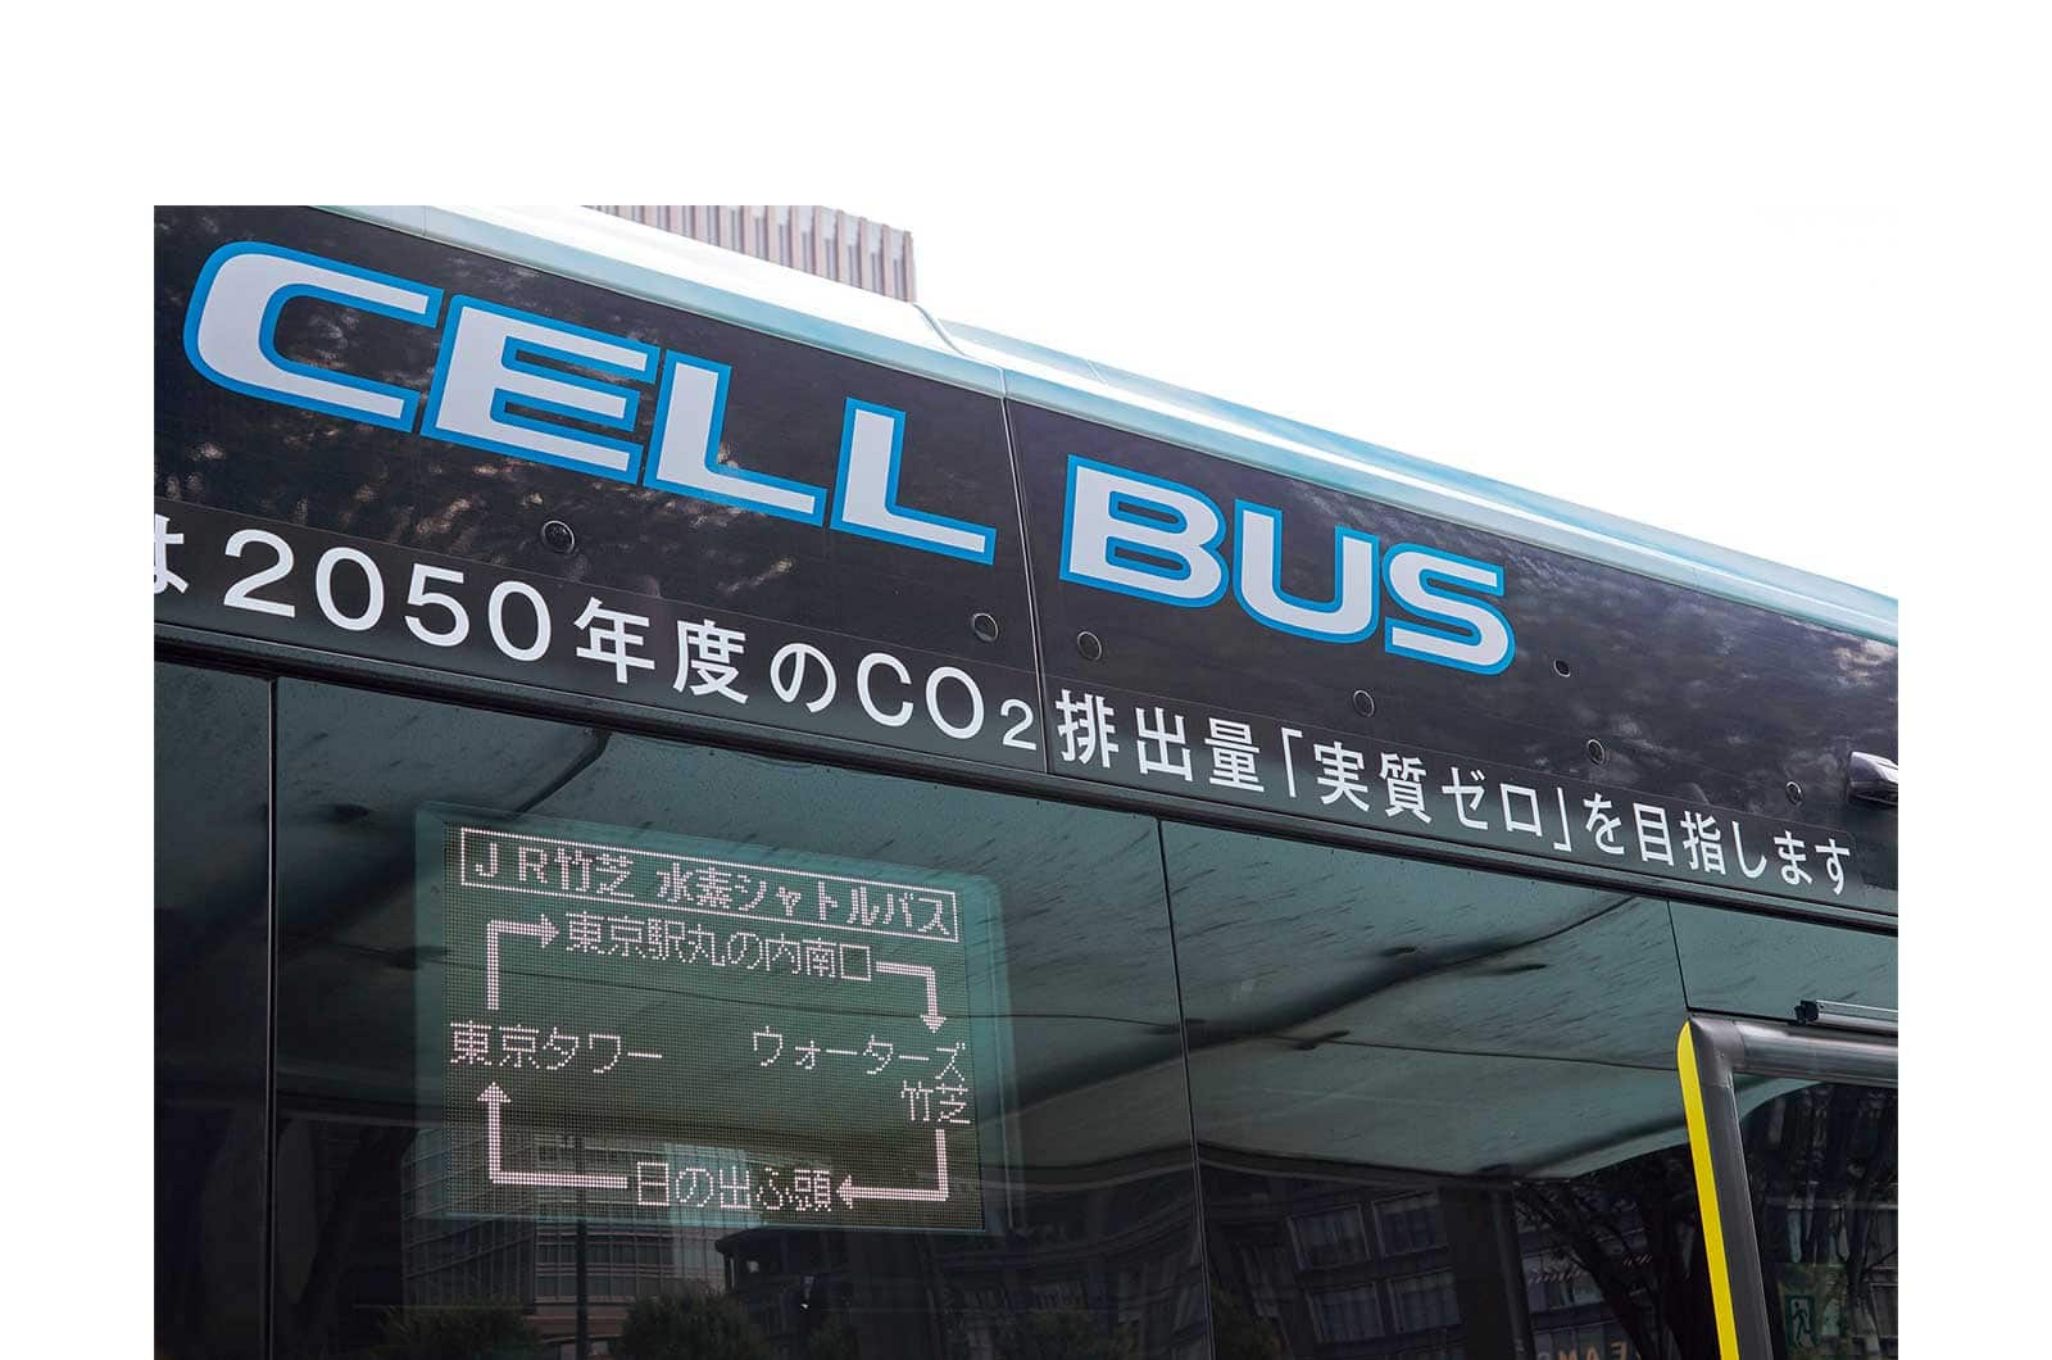 CELL BUS
は2050年度のCO₂排出量「実質ゼロ」を目指します
JR竹芝 水素シャトルバス
東京駅丸の内南口
東京タワー
ウォーターズ
竹芝
日の出ふ頭